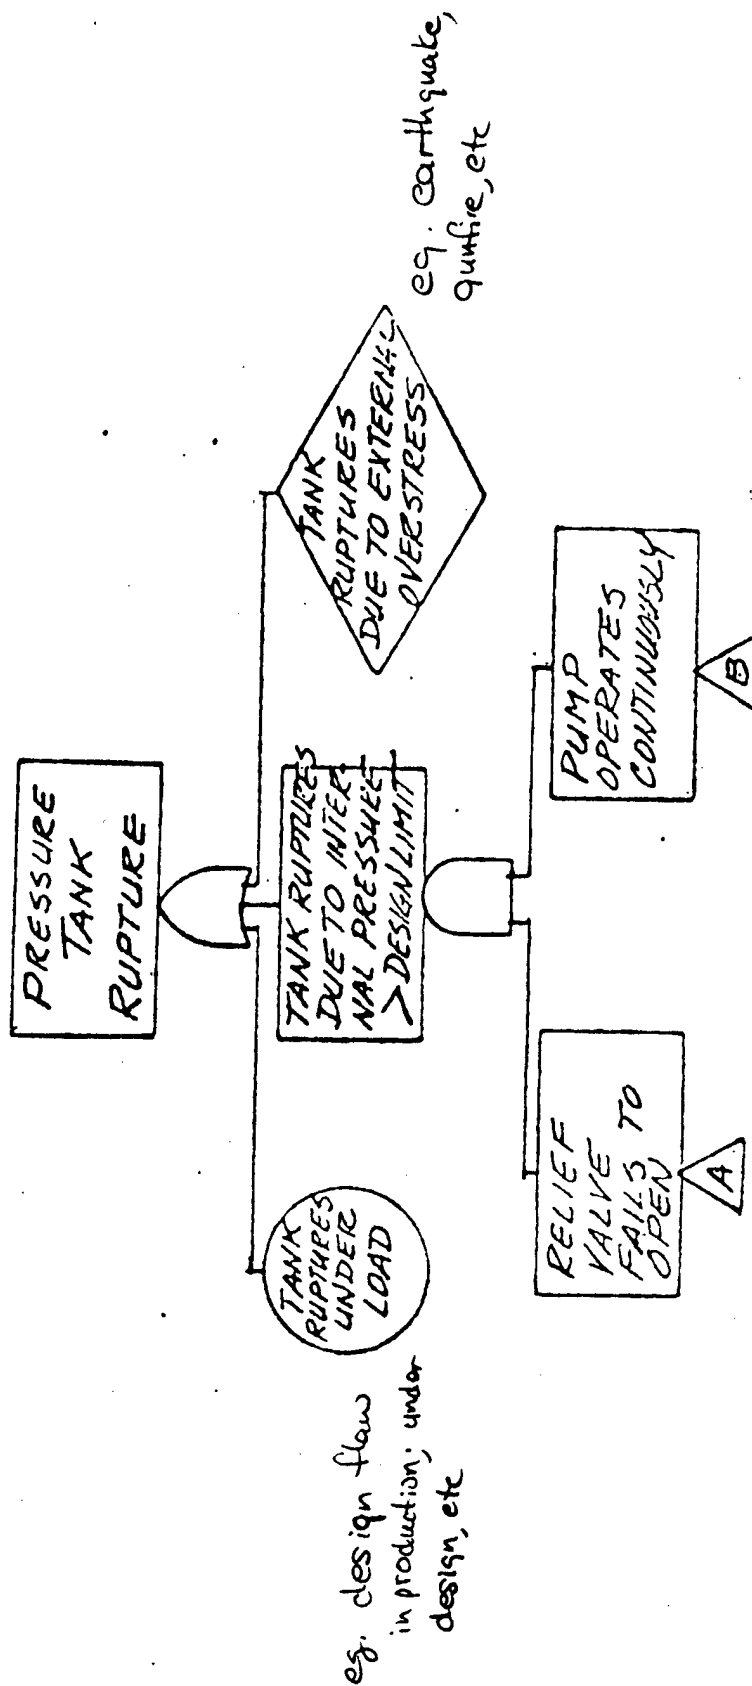 PRESSURE
TANK
RUPTURE
TANK
RUPTURES
UNDER
LOAD
eg. design flaw
in production; under
design, etc
TANK RUPTURES
DUE TO INTER-
NAL PRESSURE
>DESIGN LIMIT
TANK
RUPTURES
DUE TO EXTERNAL
OVERSTRESS
eg. earthquake,
gunfire, etc
RELIEF
VALVE
FAILS TO
OPEN
A
PUMP
OPERATES
CONTINUOUSLY
B